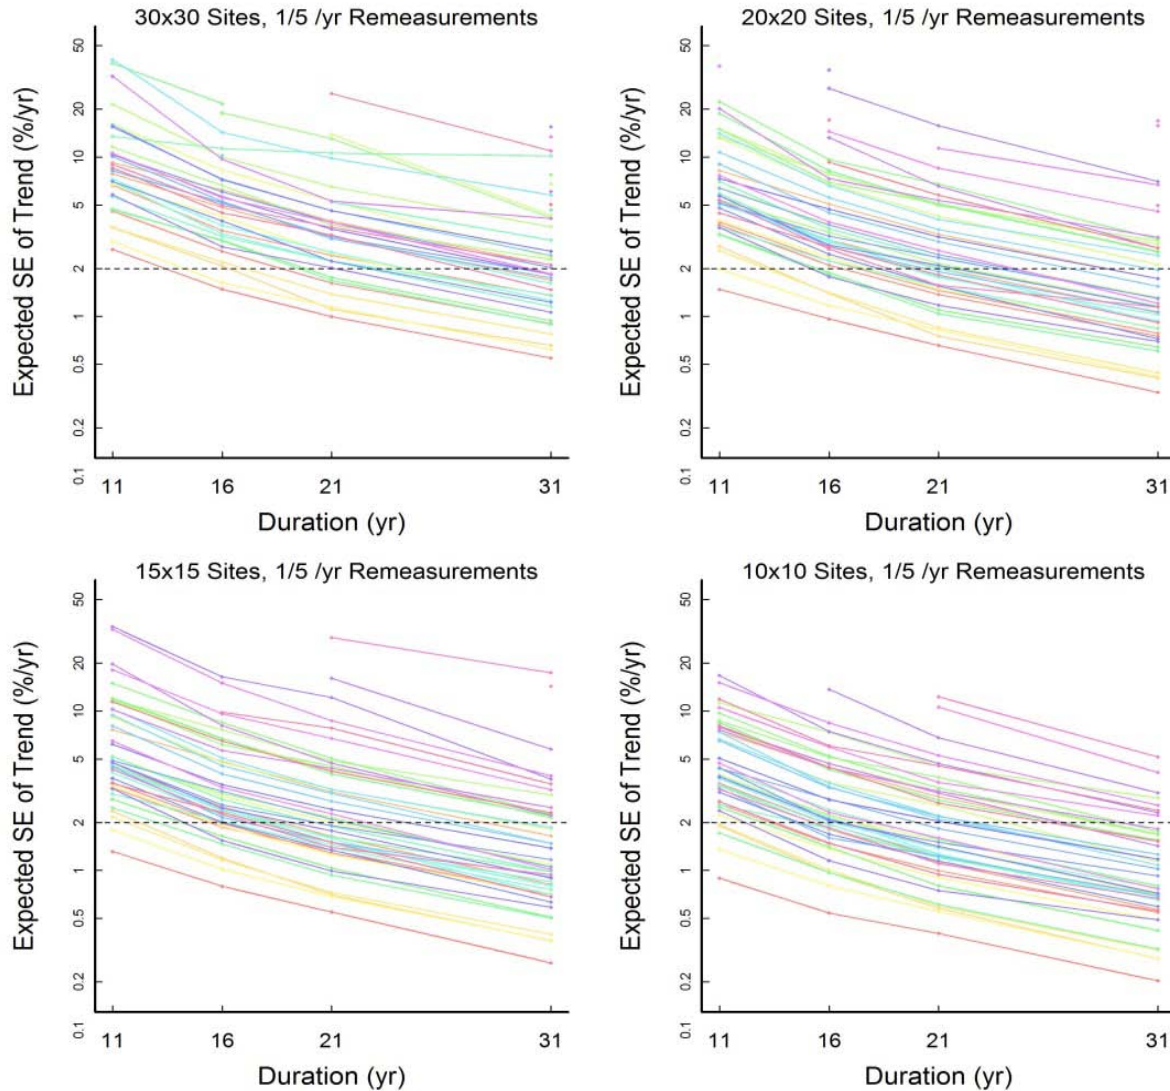 30x30 Sites, 1/5 /yr Remeasurements
Expected SE of Trend (%/yr)
50
20
10
5
2
1
0.5
0.2
0.1
11 16 21 31
Duration (yr)
20x20 Sites, 1/5 /yr Remeasurements
Expected SE of Trend (%/yr)
50
20
10
5
2
1
0.5
0.2
0.1
11 16 21 31
Duration (yr)
15x15 Sites, 1/5 /yr Remeasurements
Expected SE of Trend (%/yr)
50
20
10
5
2
1
0.5
0.2
0.1
11 16 21 31
Duration (yr)
10x10 Sites, 1/5 /yr Remeasurements
Expected SE of Trend (%/yr)
50
20
10
5
2
1
0.5
0.2
0.1
11 16 21 31
Duration (yr)